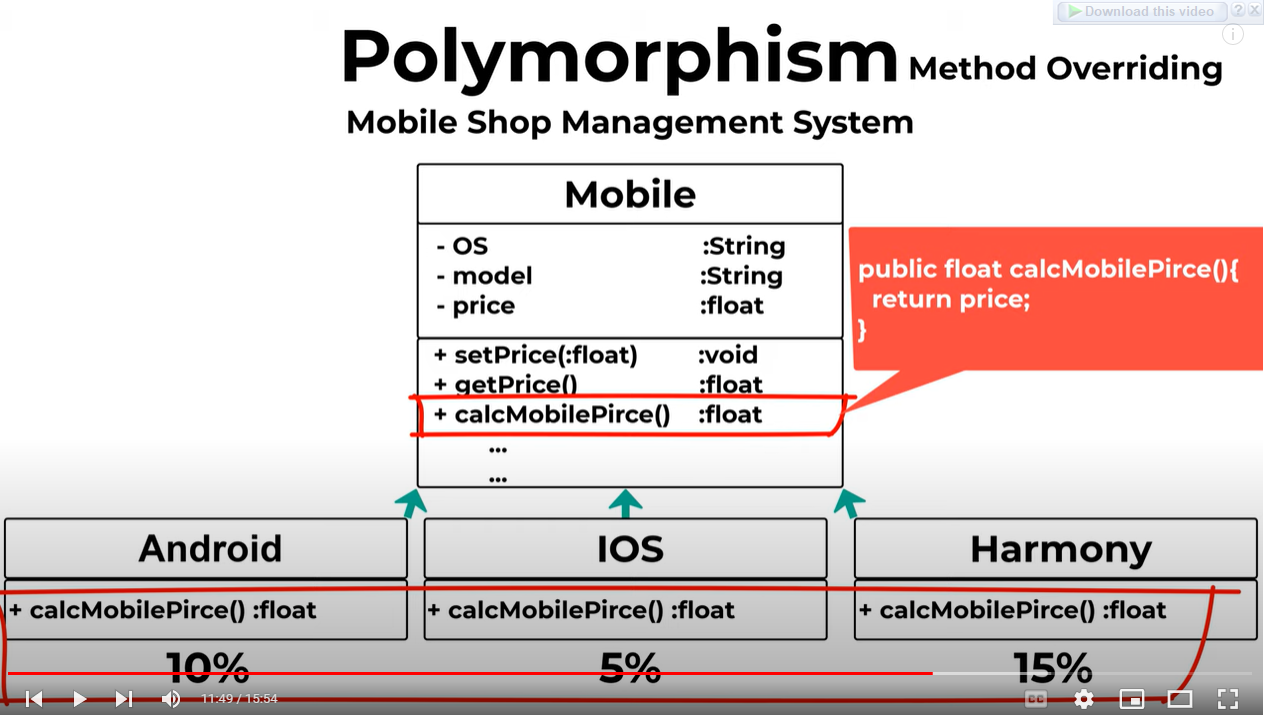 Download this video ? X
i
Polymorphism Method Overriding
Mobile Shop Management System
Mobile
- OS :String
- model :String
- price :float
+ setPrice(:float) :void
+ getPrice() :float
+ calcMobilePirce() :float
...
...
public float calcMobilePirce(){
return price;
}
Android
+ calcMobilePirce() :float
10%
IOS
+ calcMobilePirce() :float
5%
Harmony
+ calcMobilePirce() :float
15%
11:49 / 15:54
CC